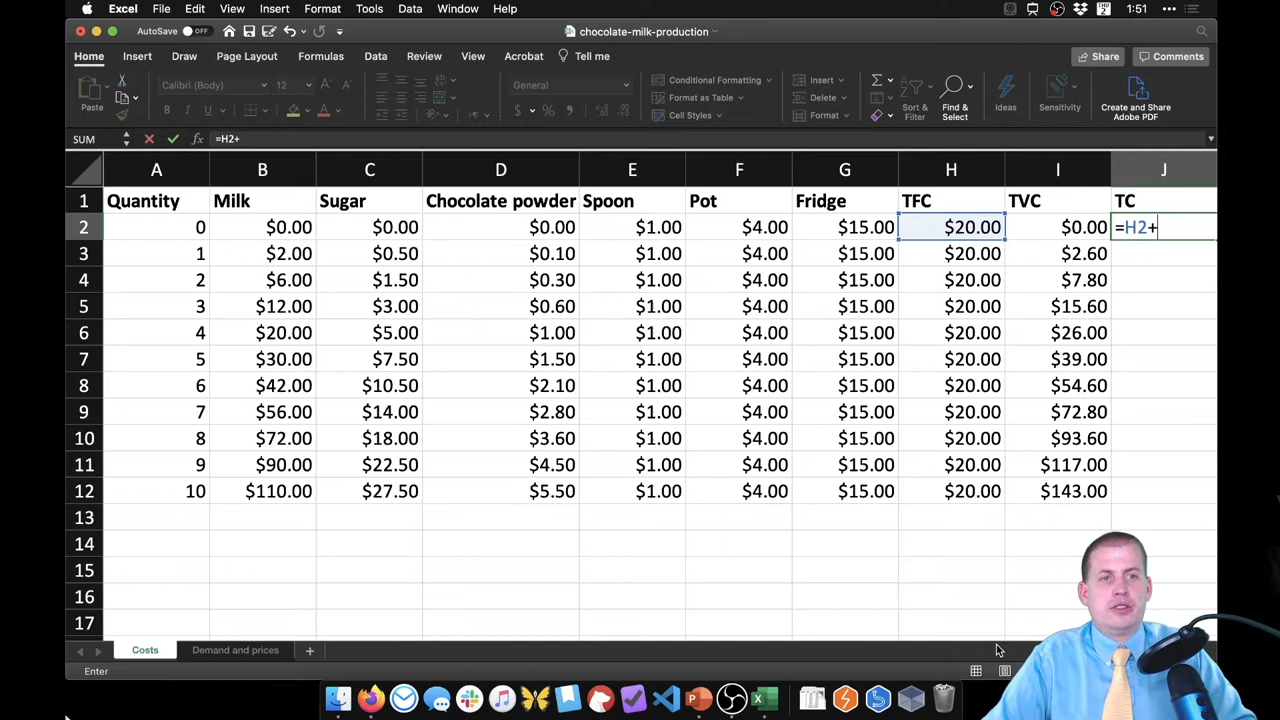 Excel File Edit View Insert Format Tools Data Window Help THU 2 1:51
AutoSave OFF chocolate-milk-production
Home Insert Draw Page Layout Formulas Data Review View Acrobat Tell me Share Comments
Paste Calibri (Body) 12 A A General Conditional Formatting Format as Table Cell Styles Insert Delete Format Sort & Filter Find & Select Ideas Sensitivity Create and Share Adobe PDF
SUM fx =H2+
A B C D E F G H I J
1 Quantity Milk Sugar Chocolate powder Spoon Pot Fridge TFC TVC TC
2 0 $0.00 $0.00 $0.00 $1.00 $4.00 $15.00 $20.00 $0.00 =H2+
3 1 $2.00 $0.50 $0.10 $1.00 $4.00 $15.00 $20.00 $2.60
4 2 $6.00 $1.50 $0.30 $1.00 $4.00 $15.00 $20.00 $7.80
5 3 $12.00 $3.00 $0.60 $1.00 $4.00 $15.00 $20.00 $15.60
6 4 $20.00 $5.00 $1.00 $1.00 $4.00 $15.00 $20.00 $26.00
7 5 $30.00 $7.50 $1.50 $1.00 $4.00 $15.00 $20.00 $39.00
8 6 $42.00 $10.50 $2.10 $1.00 $4.00 $15.00 $20.00 $54.60
9 7 $56.00 $14.00 $2.80 $1.00 $4.00 $15.00 $20.00 $72.80
10 8 $72.00 $18.00 $3.60 $1.00 $4.00 $15.00 $20.00 $93.60
11 9 $90.00 $22.50 $4.50 $1.00 $4.00 $15.00 $20.00 $117.00
12 10 $110.00 $27.50 $5.50 $1.00 $4.00 $15.00 $20.00 $143.00
13
14
15
16
17
Costs Demand and prices +
Enter